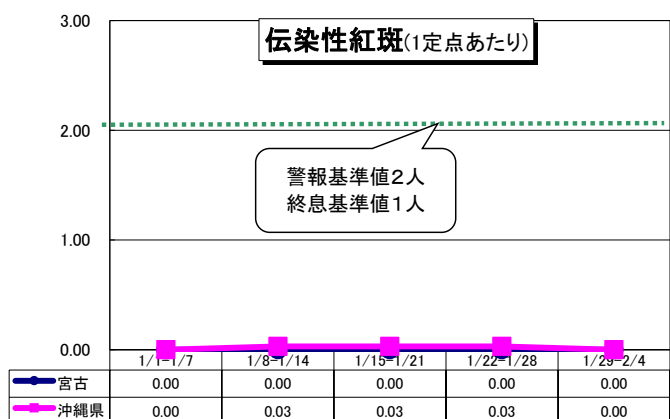 3.00
伝染性紅斑(1定点あたり)
2.00
警報基準値2人
終息基準値1人
1.00
0.00
1/1-1/7 1/8-1/14 1/15-1/21 1/22-1/28 1/29-2/4
宮古 0.00 0.00 0.00 0.00 0.00
沖縄県 0.00 0.03 0.03 0.03 0.00